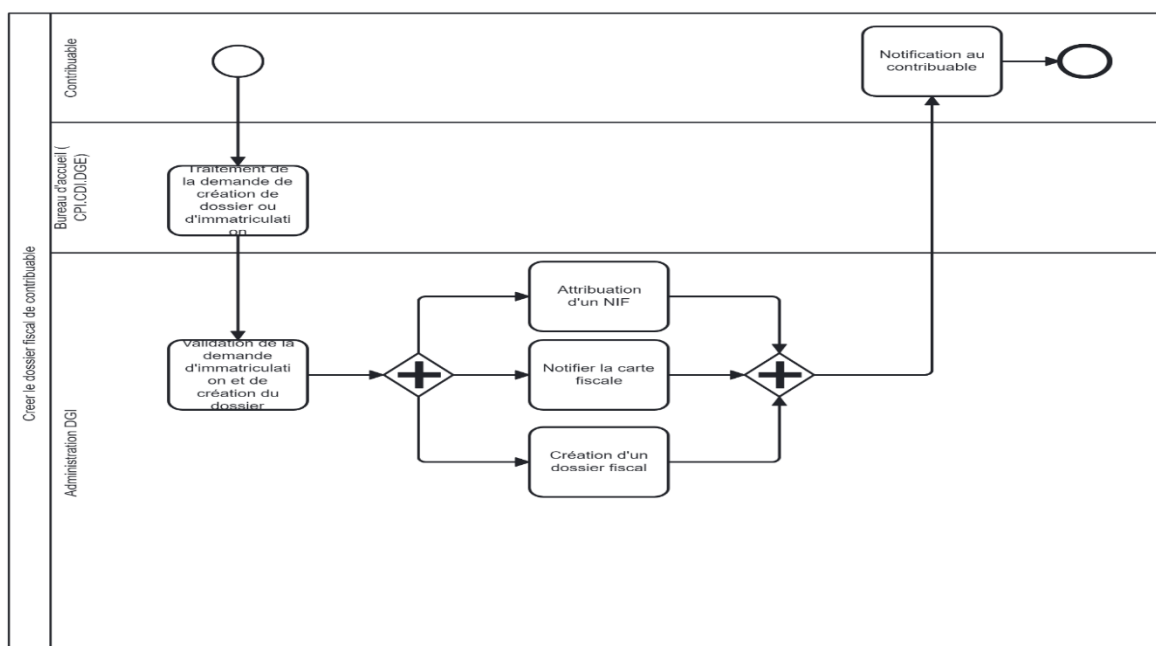 Creer le dossier fiscal de contribuable
Contribuable
Notification au
contribuable
Bureau d'accueil (
CPI.CDI.DGE)
Traitement de
la demande de
création de
dossier ou
d'immatriculati
on
Administration DGI
Validation de la
demande
d'immatriculati
on et de
création du
dossier
Attribuation
d'un NIF
Notifier la carte
fiscale
Création d'un
dossier fiscal